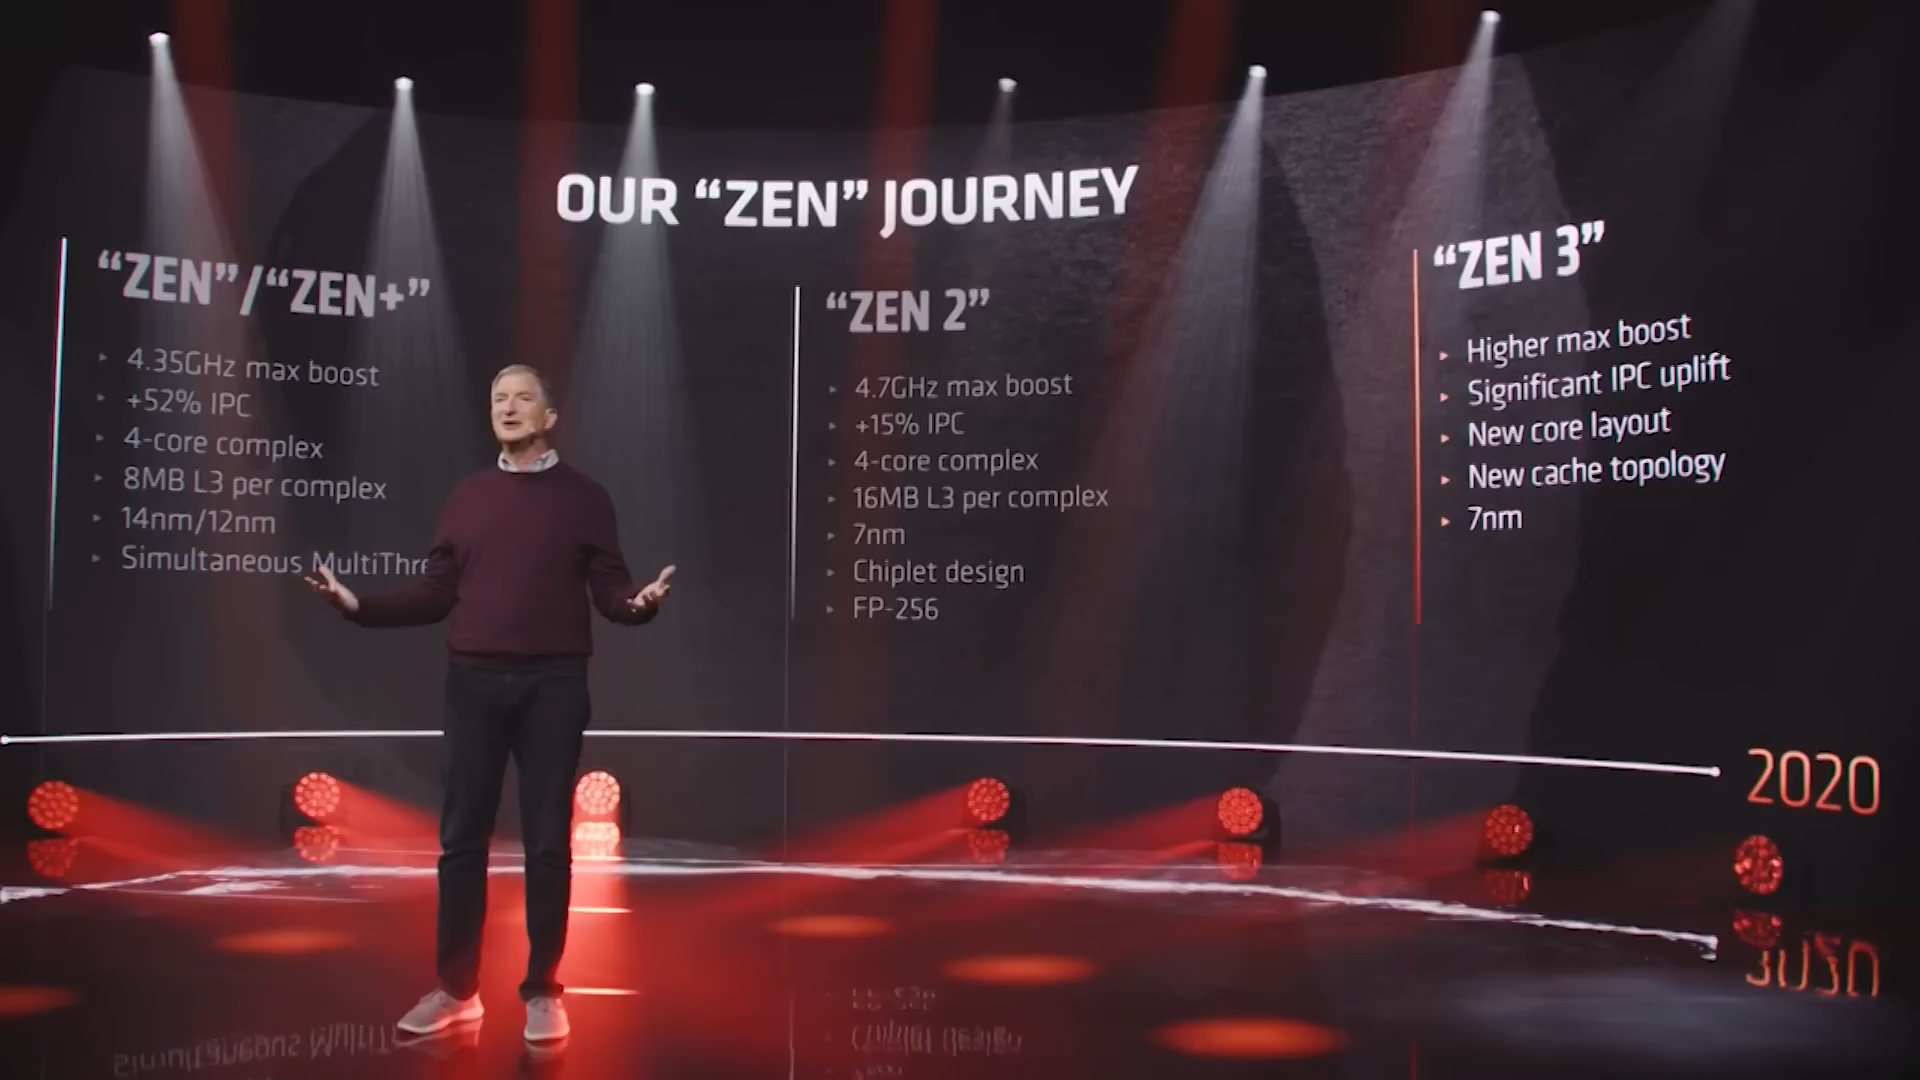 OUR “ZEN” JOURNEY
“ZEN”/“ZEN+”
4.35GHz max boost
+52% IPC
4-core complex
8MB L3 per complex
14nm/12nm
Simultaneous MultiThre
“ZEN 2”
4.7GHz max boost
+15% IPC
4-core complex
16MB L3 per complex
7nm
Chiplet design
FP-256
“ZEN 3”
Higher max boost
Significant IPC uplift
New core layout
New cache topology
7nm
2020